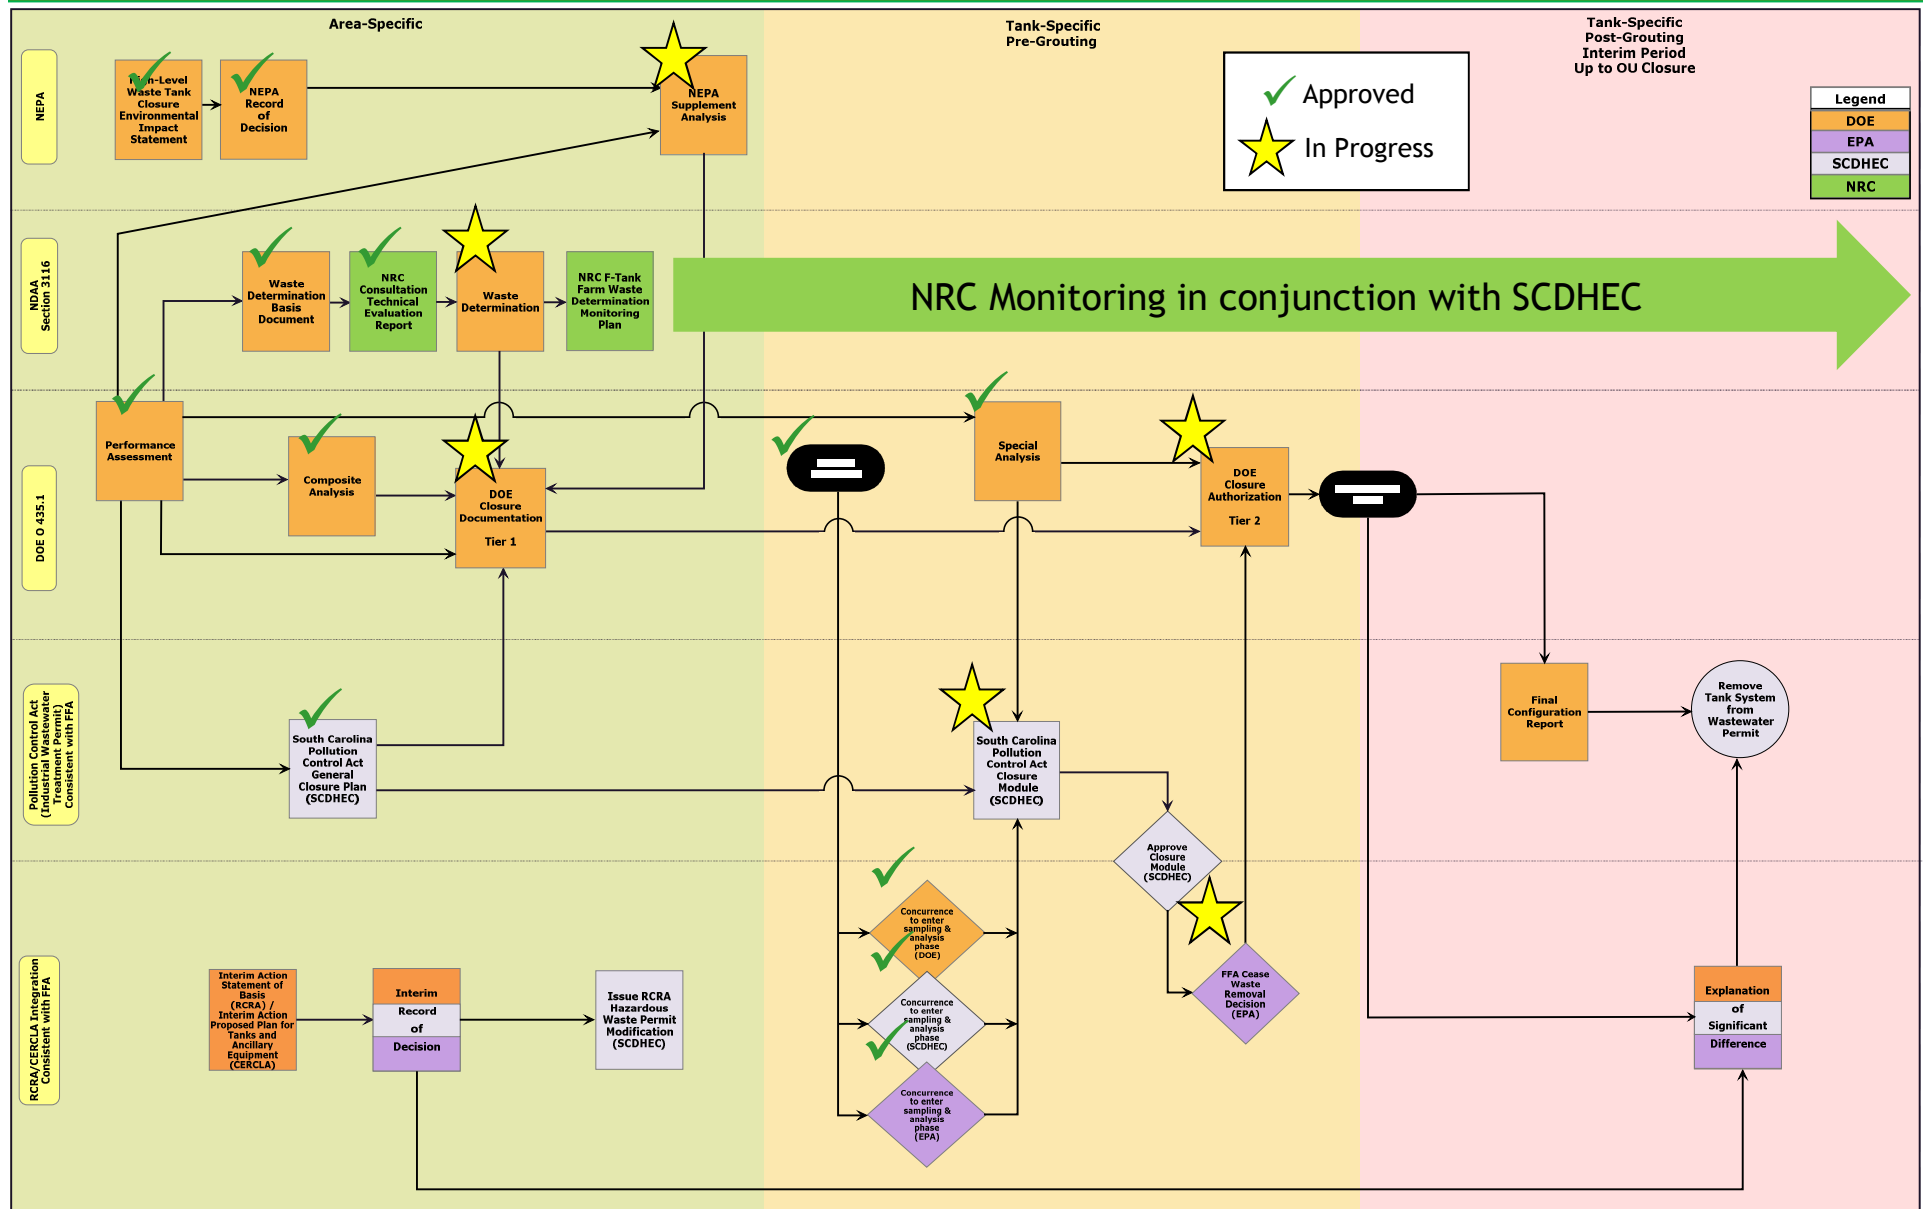 Area-Specific
Tank-Specific
Pre-Grouting
Tank-Specific
Post-Grouting
Interim Period
Up to OU Closure
Approved
In Progress
Legend
DOE
EPA
SCDHEC
NRC
NEPA
High-Level
Waste Tank
Closure
Environmental
Impact
Statement
NEPA
Record
of
Decision
NEPA
Supplement
Analysis
NDAA
Section 3116
Waste
Determination
Basis
Document
NRC
Consultation
Technical
Evaluation
Report
Waste
Determination
NRC F-Tank
Farm Waste
Determination
Monitoring
Plan
NRC Monitoring in conjunction with SCDHEC
DOE O 435.1
Performance
Assessment
Composite
Analysis
DOE
Closure
Documentation
Tier 1
Special
Analysis
DOE
Closure
Authorization
Tier 2
Pollution Control Act
(Industrial Wastewater
Treatment Permit)
Consistent with FFA
South Carolina
Pollution
Control Act
General
Closure Plan
(SCDHEC)
South Carolina
Pollution
Control Act
Closure
Module
(SCDHEC)
Approve
Closure
Module
(SCDHEC)
Final
Configuration
Report
Remove
Tank System
from
Wastewater
Permit
RCRA/CERCLA Integration
Consistent with FFA
Interim Action
Statement of
Basis
(RCRA) /
Interim Action
Proposed Plan for
Tanks and
Ancillary
Equipment
(CERCLA)
Interim
Record
of
Decision
Issue RCRA
Hazardous
Waste Permit
Modification
(SCDHEC)
Concurrence
to enter
sampling &
analysis
phase
(DOE)
Concurrence
to enter
sampling &
analysis
phase
(SCDHEC)
Concurrence
to enter
sampling &
analysis
phase
(EPA)
FFA Cease
Waste
Removal
Decision
(EPA)
Explanation
of
Significant
Difference